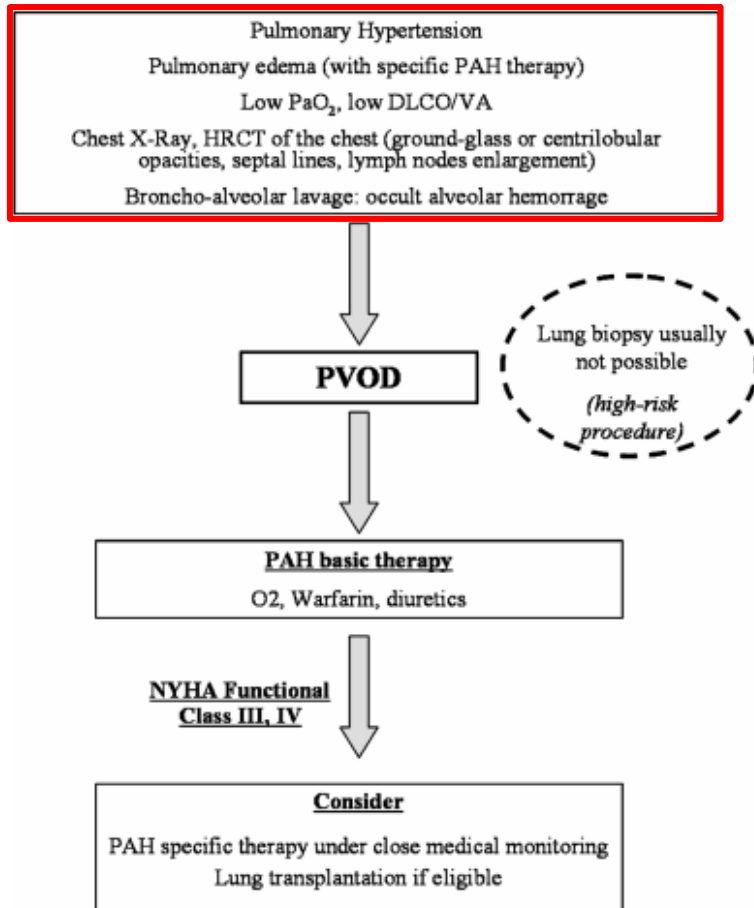 Pulmonary Hypertension
Pulmonary edema (with specific PAH therapy)
Low PaO₂, low DLCO/VA
Chest X-Ray, HRCT of the chest (ground-glass or centrilobular
opacities, septal lines, lymph nodes enlargement)
Broncho-alveolar lavage: occult alveolar hemorrage
PVOD
Lung biopsy usually
not possible
(high-risk
procedure)
PAH basic therapy
O2, Warfarin, diuretics
NYHA Functional
Class III, IV
Consider
PAH specific therapy under close medical monitoring
Lung transplantation if eligible